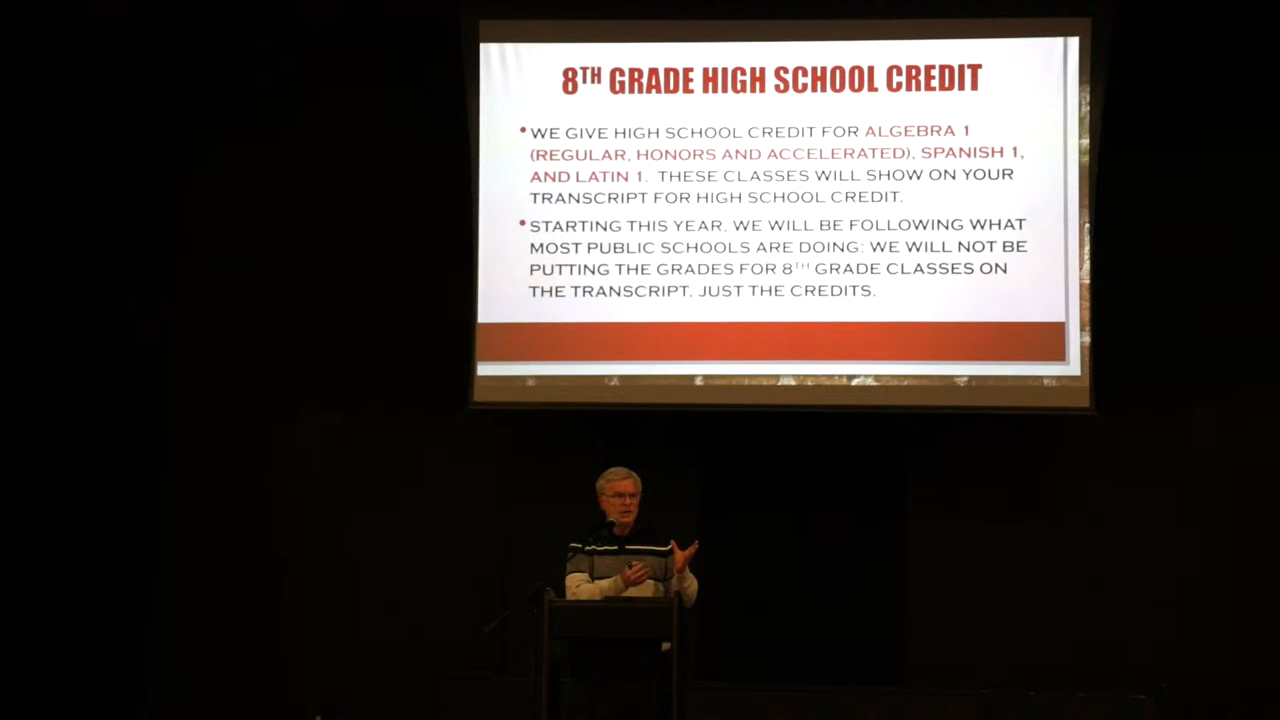 8TH GRADE HIGH SCHOOL CREDIT
• WE GIVE HIGH SCHOOL CREDIT FOR ALGEBRA 1
(REGULAR, HONORS AND ACCELERATED), SPANISH 1,
AND LATIN 1. THESE CLASSES WILL SHOW ON YOUR
TRANSCRIPT FOR HIGH SCHOOL CREDIT.
• STARTING THIS YEAR, WE WILL BE FOLLOWING WHAT
MOST PUBLIC SCHOOLS ARE DOING: WE WILL NOT BE
PUTTING THE GRADES FOR 8TH GRADE CLASSES ON
THE TRANSCRIPT, JUST THE CREDITS.